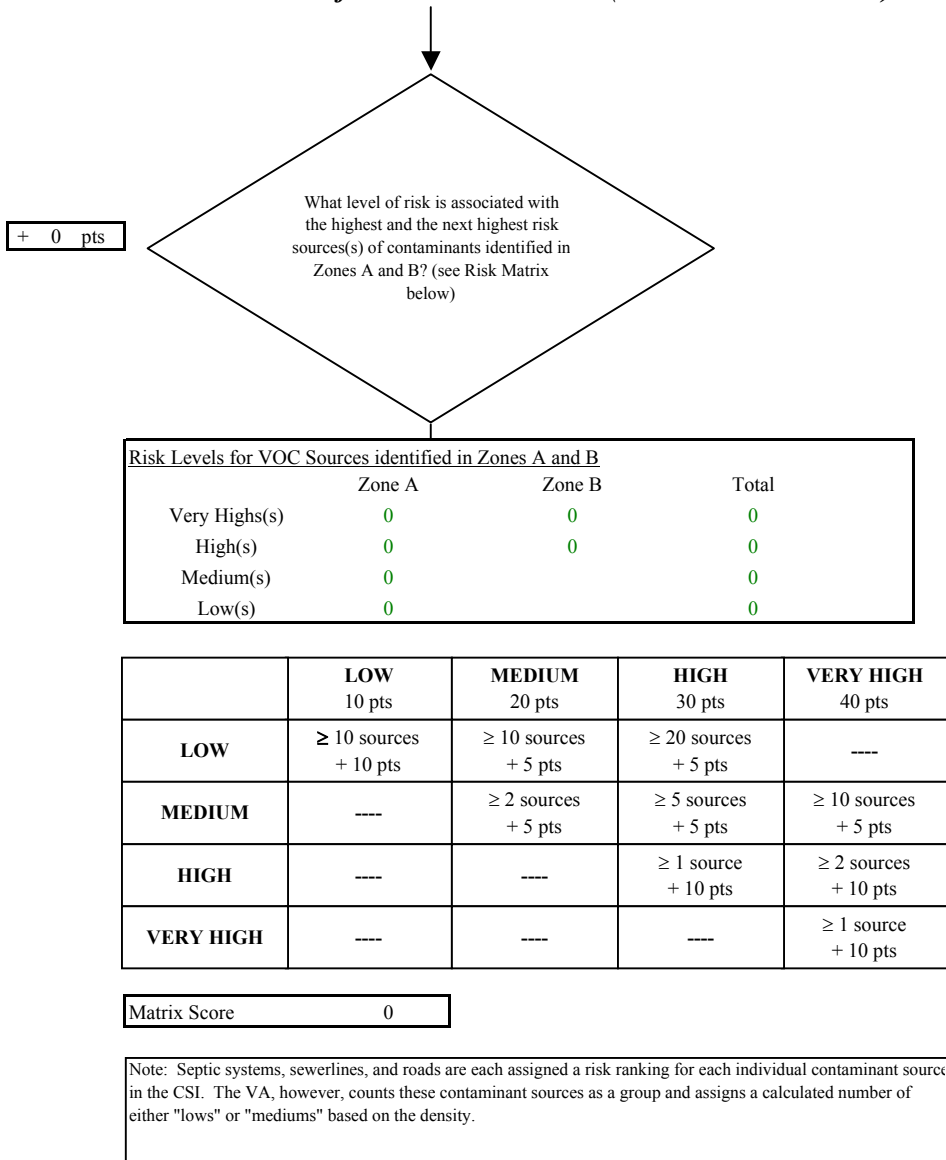 What level of risk is associated with
the highest and the next highest risk
sources(s) of contaminants identified in
Zones A and B? (see Risk Matrix
below)
+ 0 pts
Risk Levels for VOC Sources identified in Zones A and B
Zone A Zone B Total
Very Highs(s) 0 0 0
High(s) 0 0 0
Medium(s) 0 0
Low(s) 0 0
LOW MEDIUM HIGH VERY HIGH
10 pts 20 pts 30 pts 40 pts
LOW ≥ 10 sources ≥ 10 sources ≥ 20 sources ----
+ 10 pts + 5 pts + 5 pts
MEDIUM ---- ≥ 2 sources ≥ 5 sources ≥ 10 sources
+ 5 pts + 5 pts + 5 pts
HIGH ---- ---- ≥ 1 source ≥ 2 sources
+ 10 pts + 10 pts
VERY HIGH ---- ---- ---- ≥ 1 source
+ 10 pts
Matrix Score 0
Note: Septic systems, sewerlines, and roads are each assigned a risk ranking for each individual contaminant source
in the CSI. The VA, however, counts these contaminant sources as a group and assigns a calculated number of
either "lows" or "mediums" based on the density.